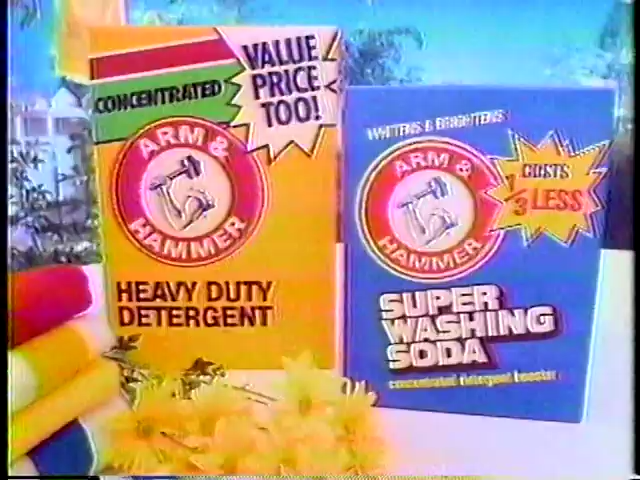 VALUE
PRICE
TOO!
CONCENTRATED
ARM &
HAMMER
HEAVY DUTY
DETERGENT
WHITENS & BRIGHTENS
ARM &
HAMMER
COSTS
1/3 LESS
SUPER
WASHING
SODA
concentrated detergent booster